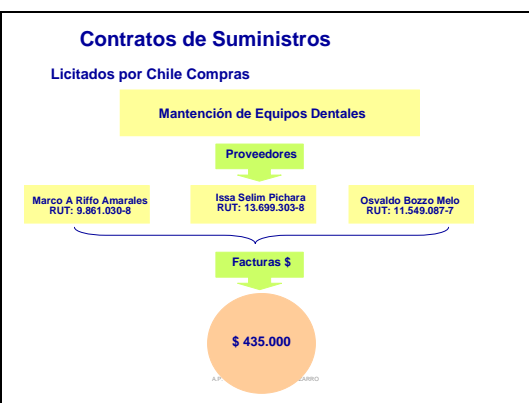 Contratos de Suministros
Licitados por Chile Compras
Mantención de Equipos Dentales
Proveedores
Marco A Riffo Amarales
RUT: 9.861.030-8
Issa Selim Pichara
RUT: 13.699.303-8
Osvaldo Bozzo Melo
RUT: 11.549.087-7
Facturas $
$ 435.000